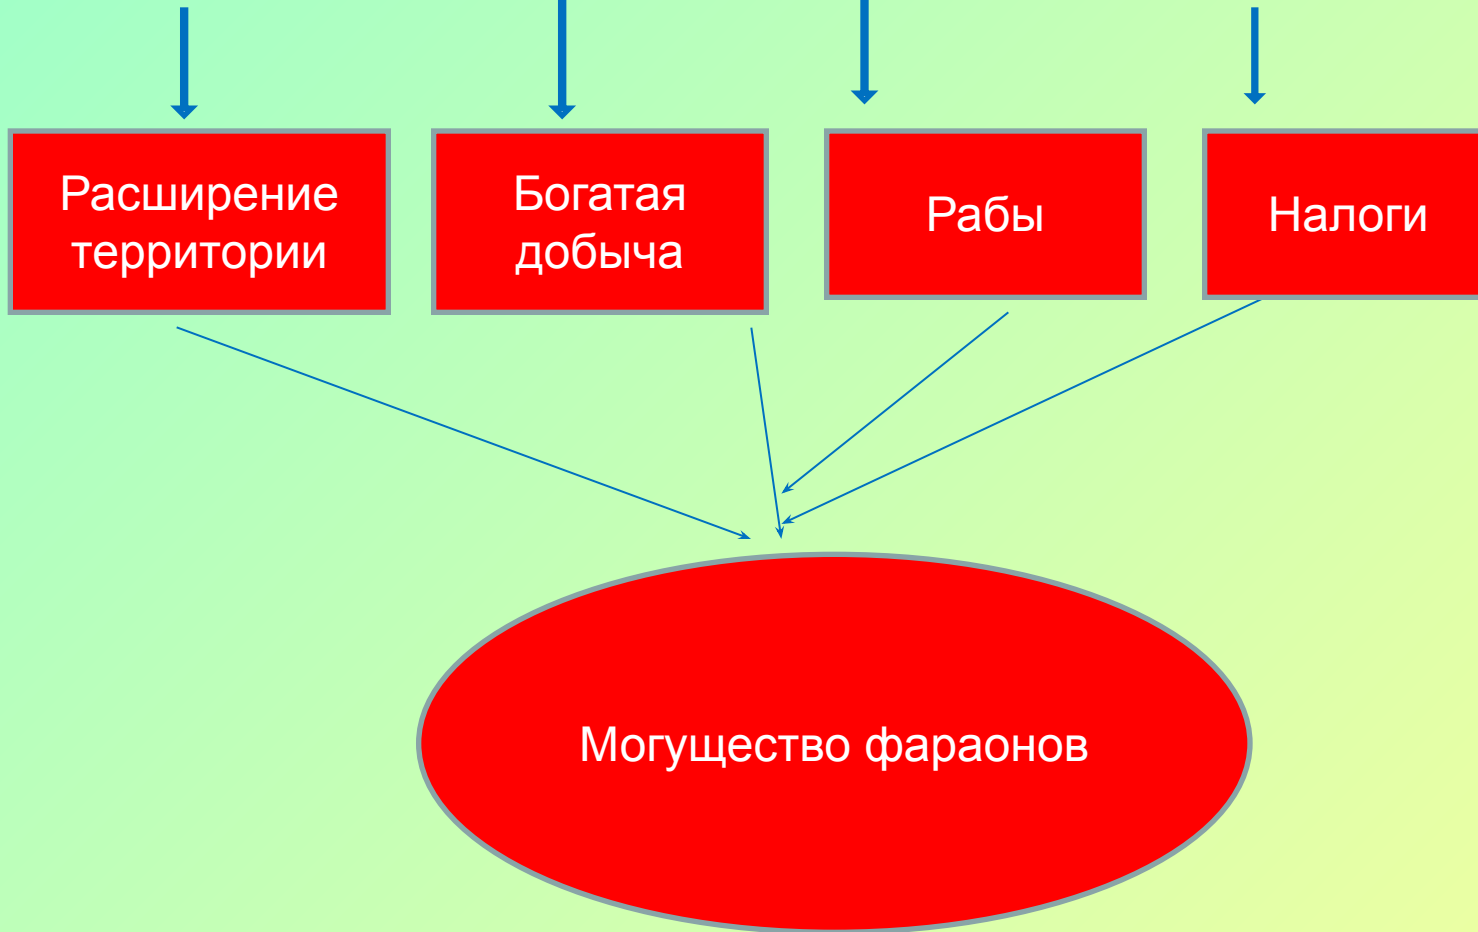 Расширение
территории
Богатая
добыча
Рабы
Налоги
Могущество фараонов